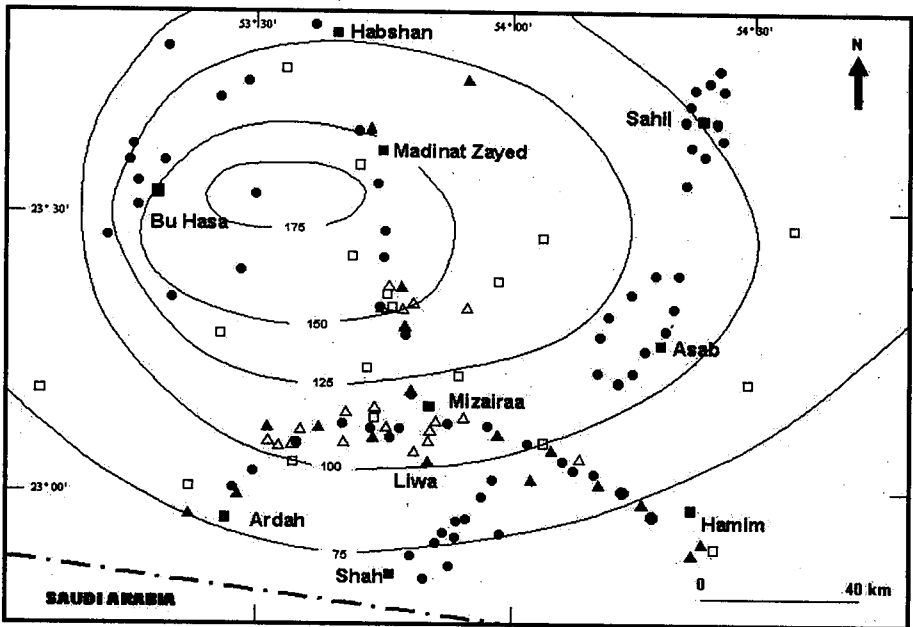 53°30' 54°00' 54°30'
Habshan
N
Sahil
Madinat Zayed
23° 30'
Bu Hasa
175
150
Asab
125
Mizairaa
100
Liwa
23°00'
Ardah
Hamim
75
Shah
0 40 km
SAUDI ARABIA